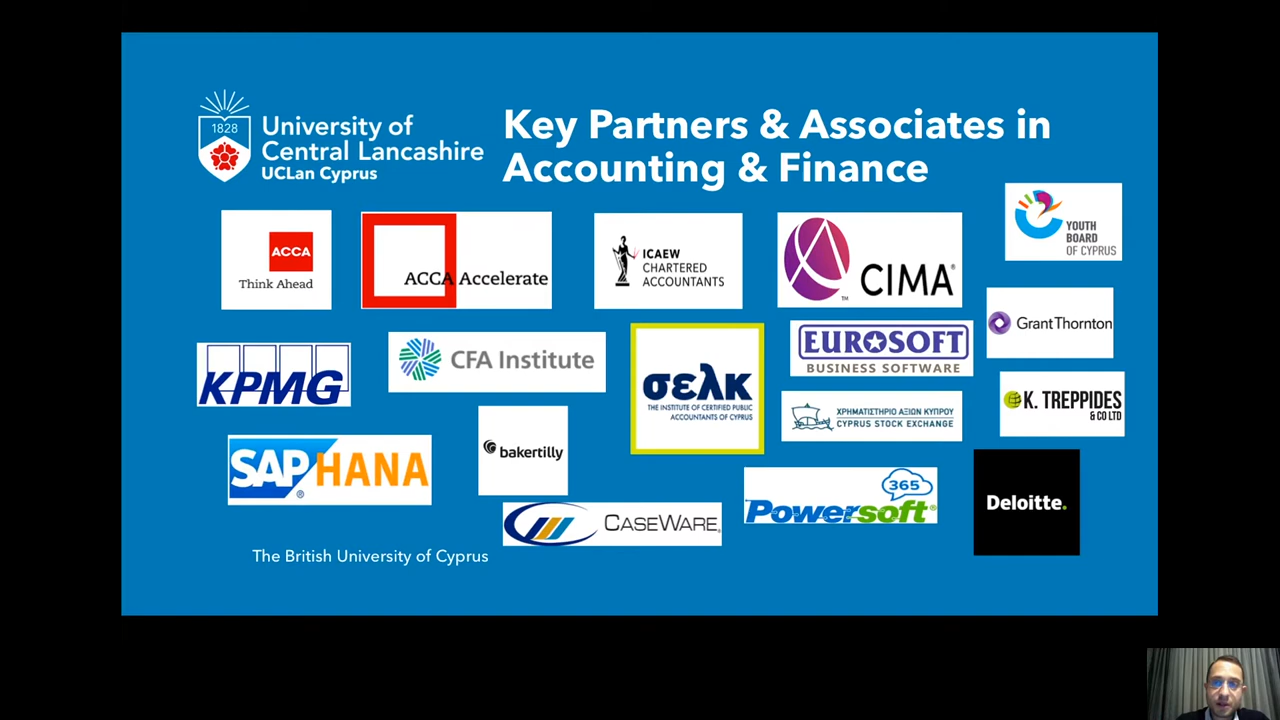 1828
University of
Central Lancashire
UCLan Cyprus
Key Partners & Associates in
Accounting & Finance
ACCA
Think Ahead
ACCA Accelerate
ICAEW
CHARTERED
ACCOUNTANTS
CIMA®
TM
YOUTH
BOARD
OF CYPRUS
Grant Thornton
KPMG
CFA Institute
σελκ
THE INSTITUTE OF CERTIFIED PUBLIC
ACCOUNTANTS OF CYPRUS
EUROSOFT
BUSINESS SOFTWARE
ΧΡΗΜΑΤΙΣΤΗΡΙΟ ΑΞΙΩΝ ΚΥΠΡΟΥ
CYPRUS STOCK EXCHANGE
K. TREPPIDES
& CO LTD
SAP® HANA
bakertilly
CASEWARE®
365
Powersoft®
Deloitte.
The British University of Cyprus